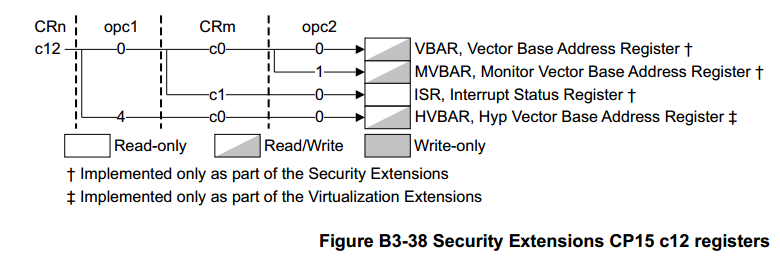 CRn opc1 CRm opc2
c12 0 c0 0 VBAR, Vector Base Address Register †
1 MVBAR, Monitor Vector Base Address Register †
c1 0 ISR, Interrupt Status Register †
4 c0 0 HVBAR, Hyp Vector Base Address Register ‡
Read-only Read/Write Write-only
† Implemented only as part of the Security Extensions
‡ Implemented only as part of the Virtualization Extensions
Figure B3-38 Security Extensions CP15 c12 registers